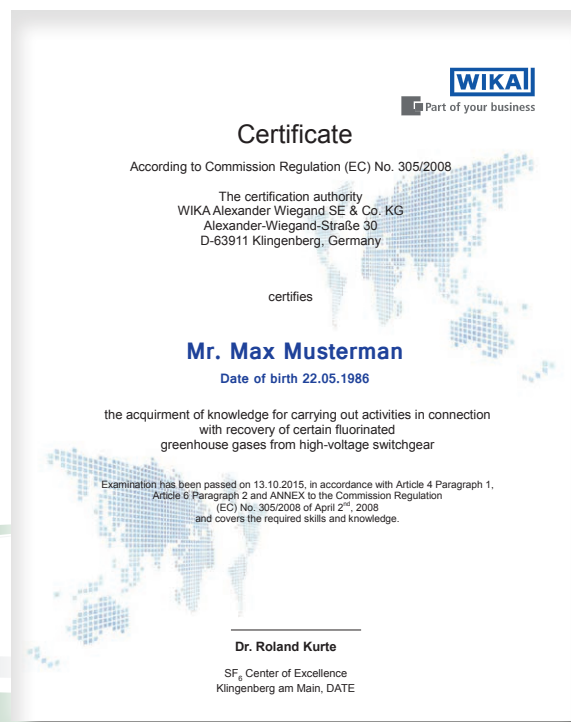 WIKA
Part of your business
Certificate
According to Commission Regulation (EC) No. 305/2008
The certification authority
WIKA Alexander Wiegand SE & Co. KG
Alexander-Wiegand-Straße 30
D-63911 Klingenberg, Germany
certifies
Mr. Max Musterman
Date of birth 22.05.1986
the acquirment of knowledge for carrying out activities in connection
with recovery of certain fluorinated
greenhouse gases from high-voltage switchgear
Examination has been passed on 13.10.2015, in accordance with Article 4 Paragraph 1,
Article 6 Paragraph 2 and ANNEX to the Commission Regulation
(EC) No. 305/2008 of April 2nd, 2008
and covers the required skills and knowledge.
Dr. Roland Kurte
SF6 Center of Excellence
Klingenberg am Main, DATE